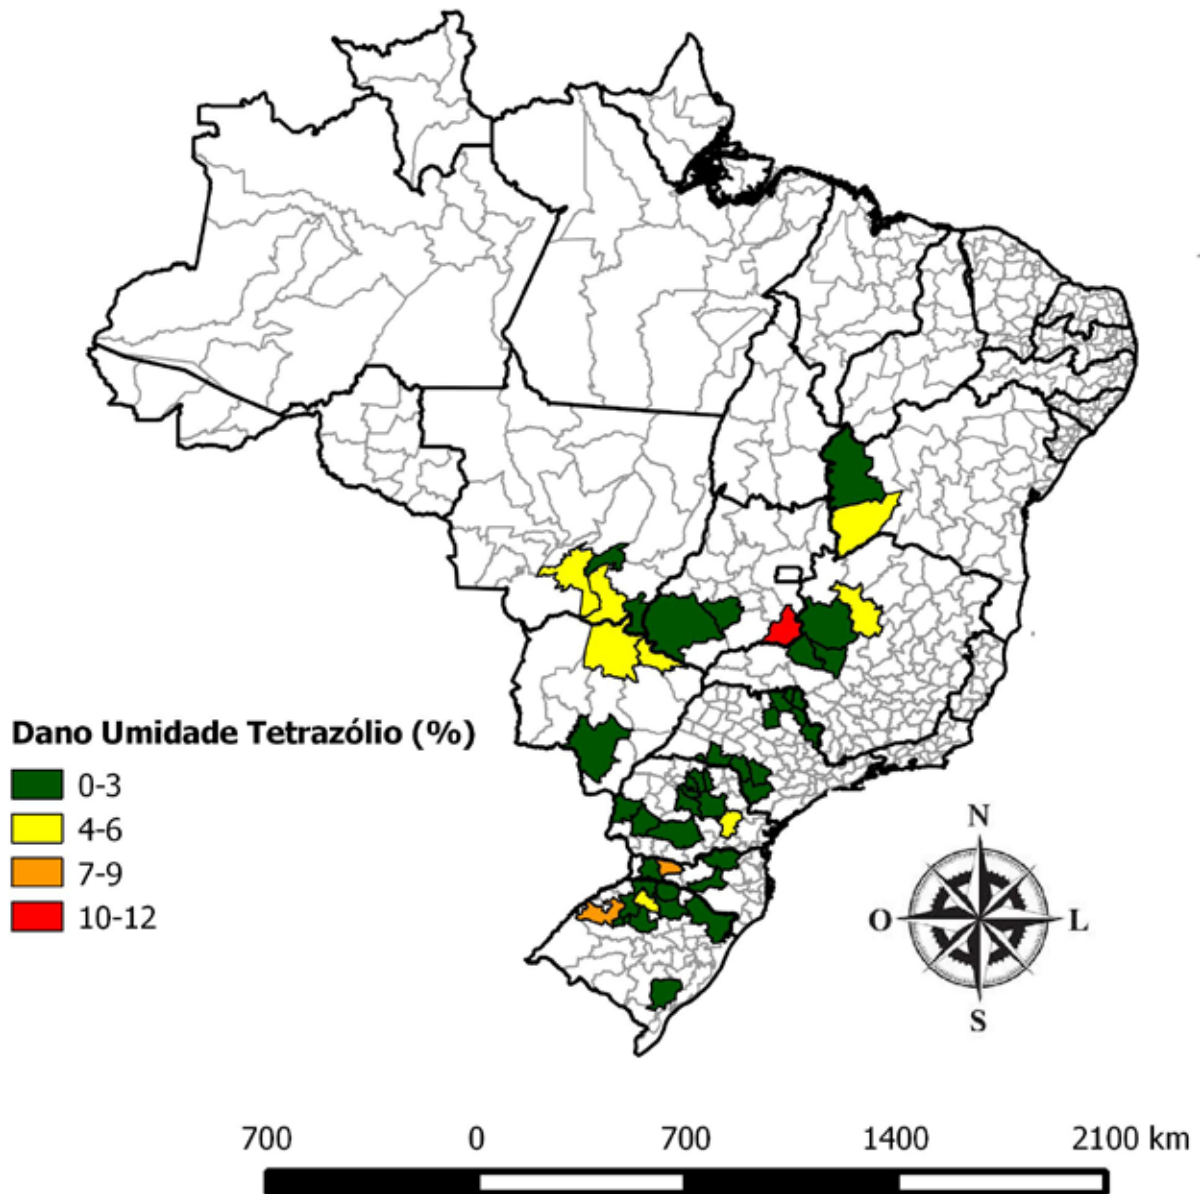 Dano Umidade Tetrazólio (%)
0-3
4-6
7-9
10-12
N
O
L
S
700 0 700 1400 2100 km